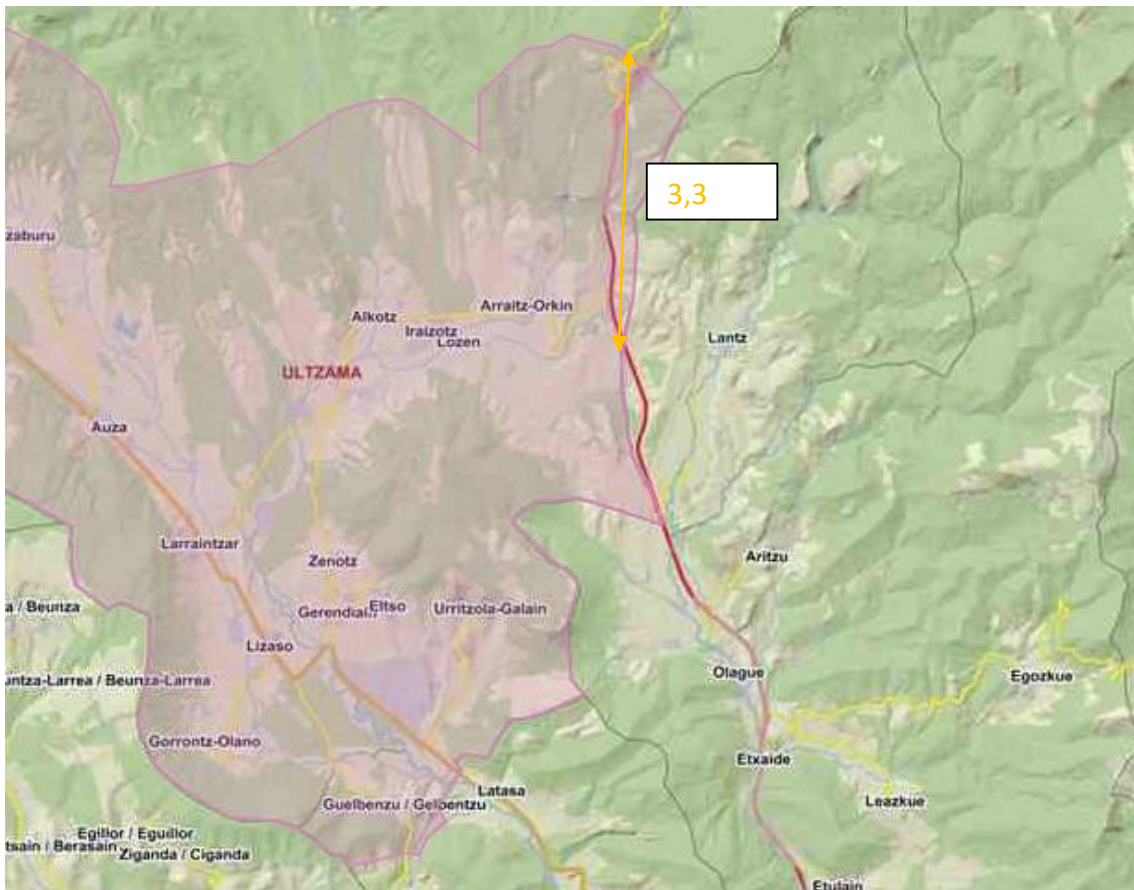 3,3
zaburu
Arraitz-Orkin
Alkotz
Iraizotz
Lozen
Lantz
ULTZAMA
Auza
Larraintzar
Aritzu
Zenotz
a / Beunza
Eltso
Urritzola-Galain
Lizaso
Olague
Egozkue
untza-Larrea / Beunza-Larrea
Gorrontz-Olano
Etxaide
Latasa
Leazkue
Guelbenzu / Gelbentzu
Egillor / Eguillor
tsain / Berasain
Ziganda / Ciganda
Etulain